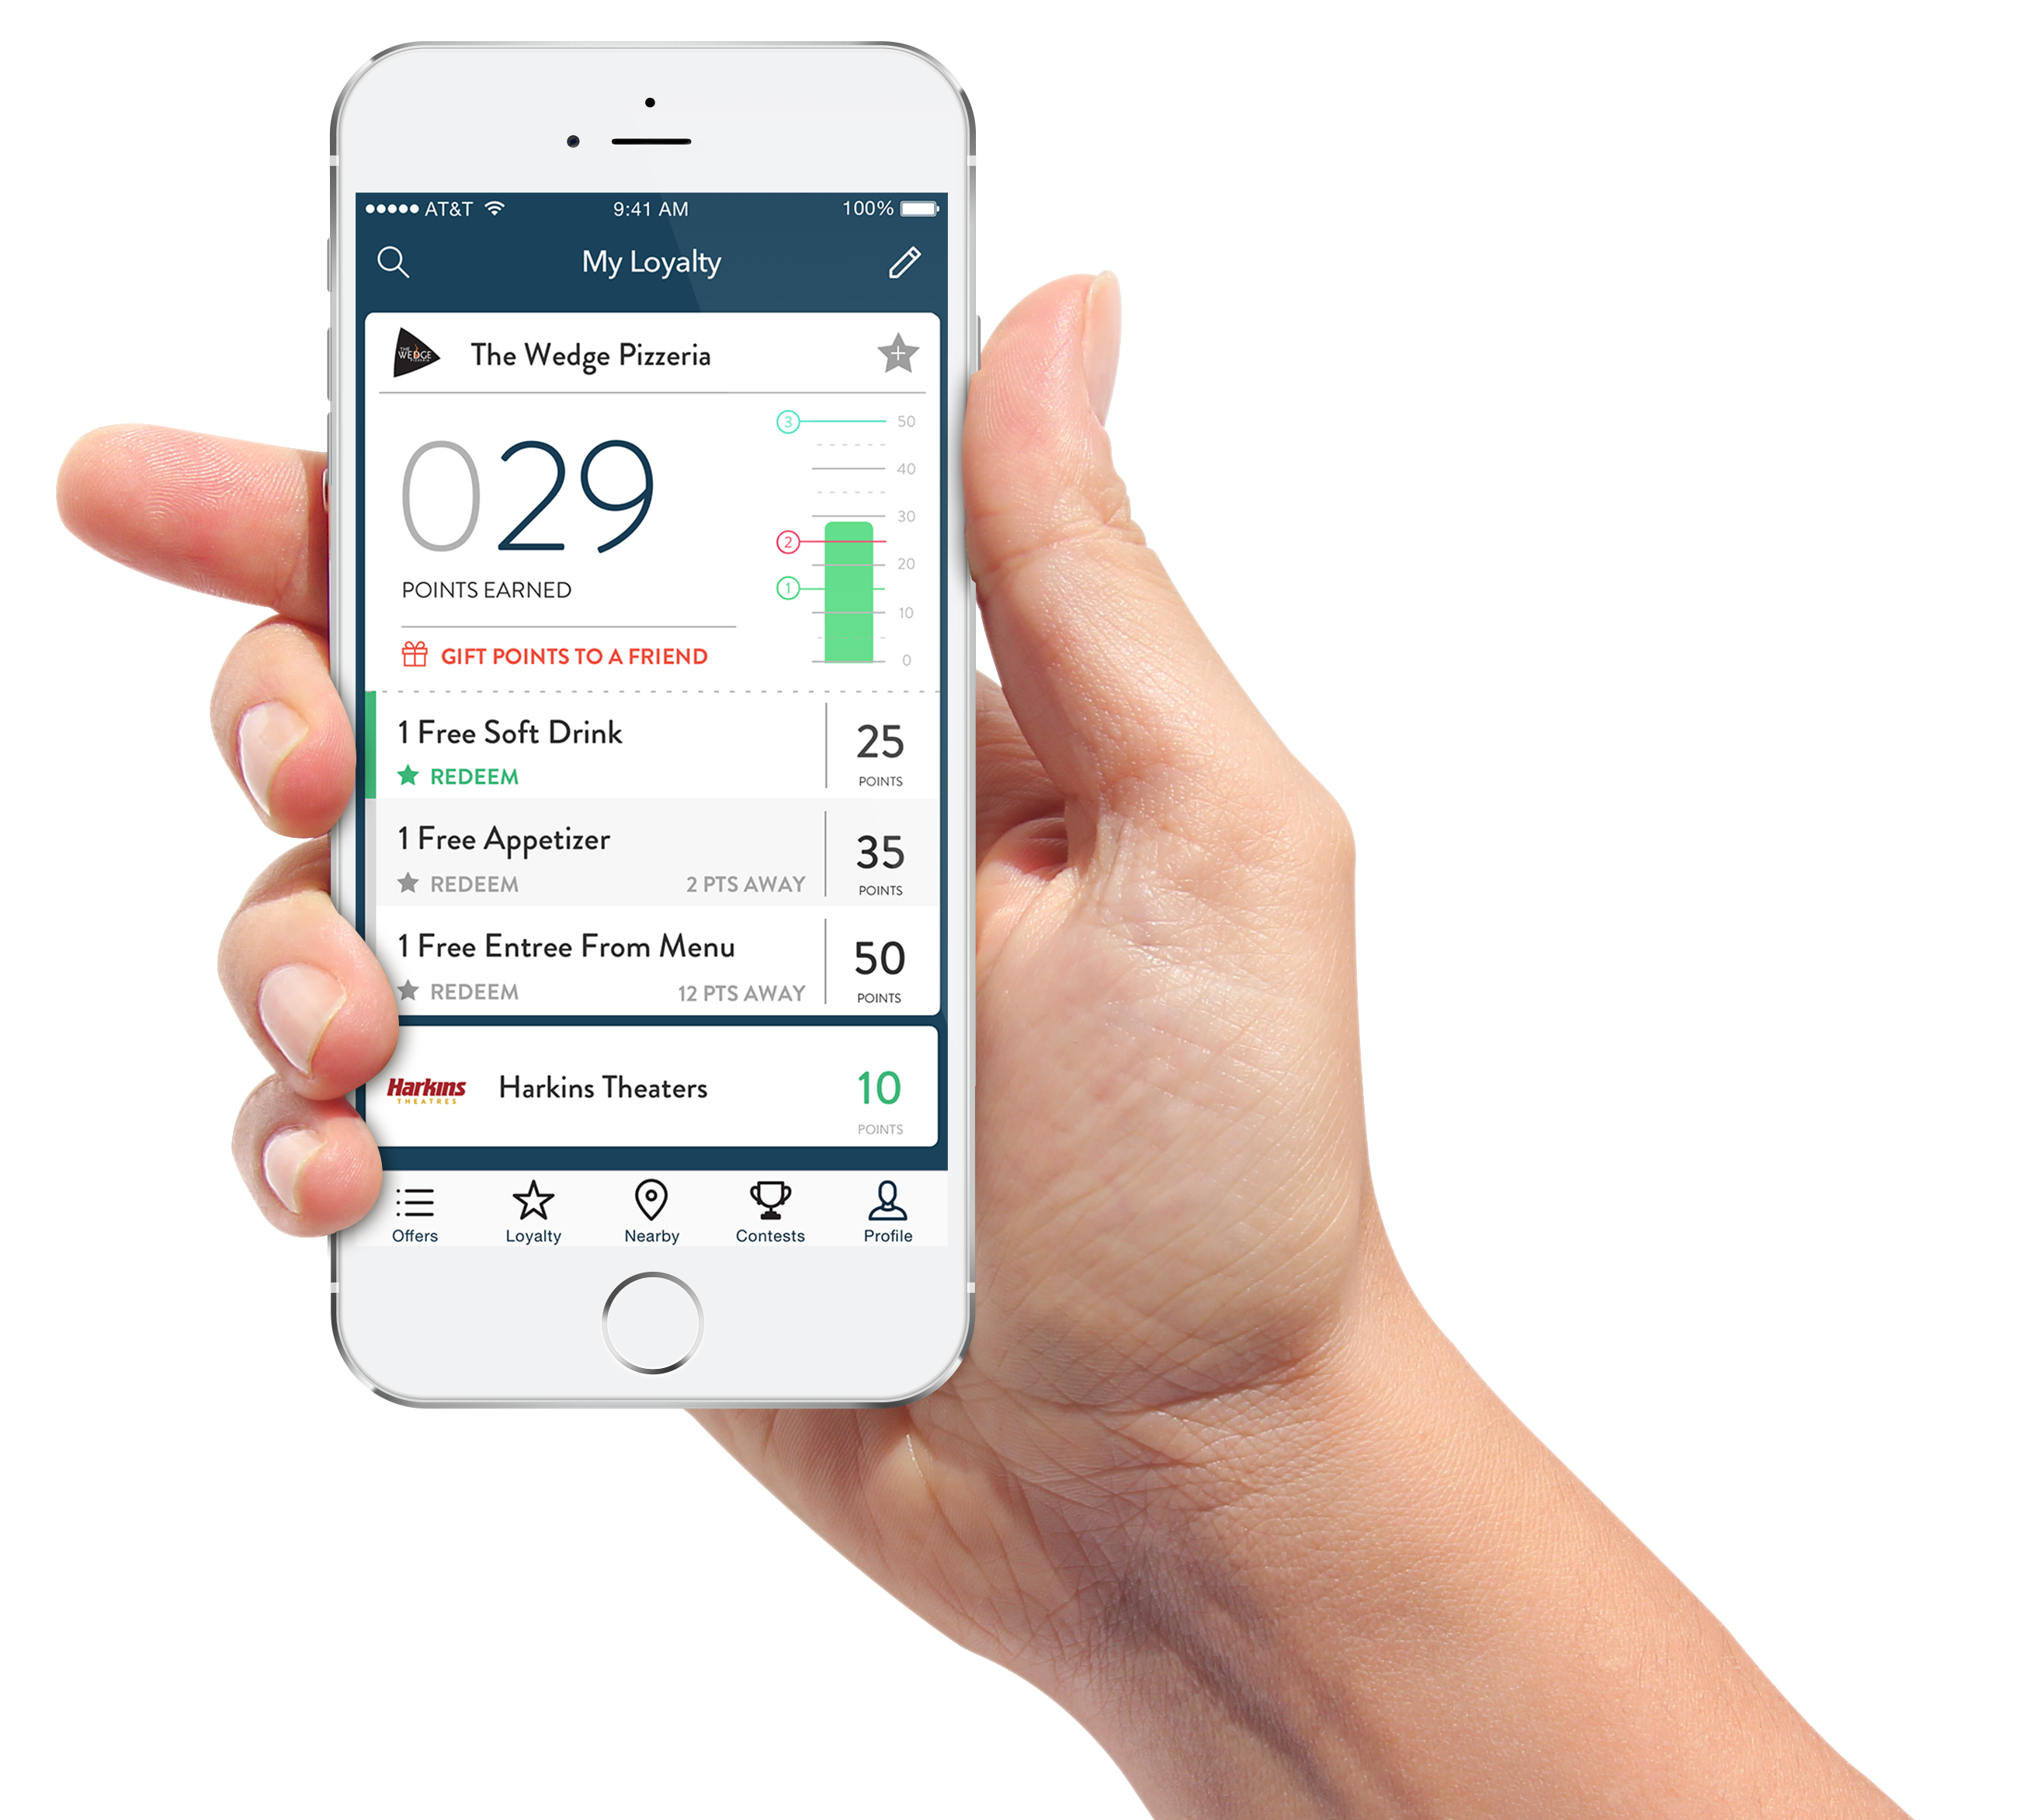 AT&T 9:41 AM 100%
My Loyalty
THE WEDGE PIZZERIA The Wedge Pizzeria
029
POINTS EARNED
GIFT POINTS TO A FRIEND
3 50
40
30
2
20
1
10
0
1 Free Soft Drink 25
REDEEM POINTS
1 Free Appetizer 35
REDEEM 2 PTS AWAY POINTS
1 Free Entree From Menu 50
REDEEM 12 PTS AWAY POINTS
Harkins THEATRES Harkins Theaters 10
POINTS
Offers Loyalty Nearby Contests Profile